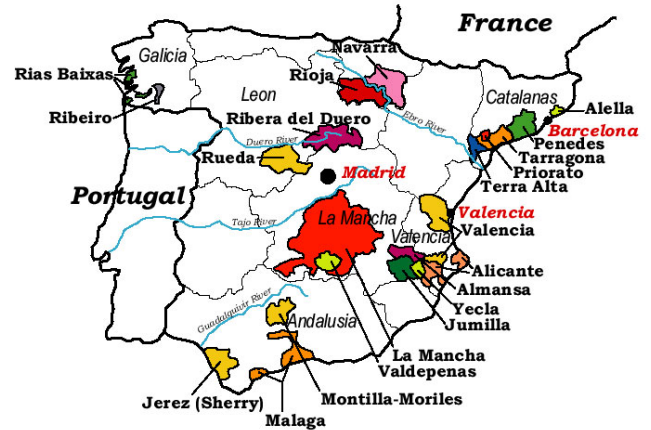 France
Navarra
Galicia
Rioja
Rias Baixas
Leon
Catalanas
Ribeiro
Ribera del Duero
Ebro River
Alella
Barcelona
Duero River
Penedes
Rueda
Tarragona
Madrid
Priorato
Terra Alta
Portugal
Tajo River
La Mancha
Valencia
Valencia
Valencia
Alicante
Almansa
Guadalquivir River
Yecla
Andalusia
Jumilla
La Mancha
Valdepenas
Jerez (Sherry)
Montilla-Moriles
Malaga